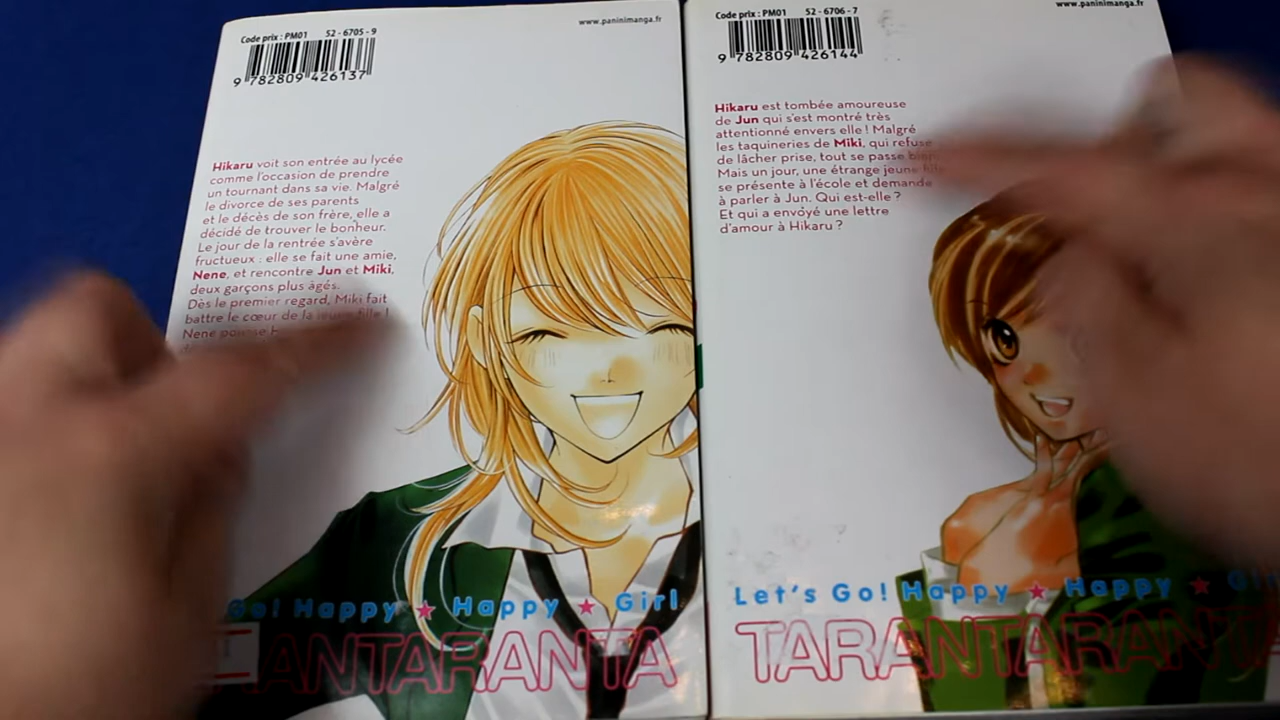 Code prix : PM01 52-6705-9
www.paninimanga.fr
9 782809 426137
Hikaru voit son entrée au lycée
comme l'occasion de prendre
un tournant dans sa vie. Malgré
le divorce de ses parents
et le décès de son frère, elle a
décidé de trouver le bonheur.
Le jour de la rentrée s'avère
fructueux : elle se fait une amie,
Nene, et rencontre Jun et Miki,
deux garçons plus âgés.
Dès le premier regard, Miki fait
battre le cœur de la jeune fille !
Nene
Go! Happy ★ Happy ★ Girl
RANTARANTA
Code prix : PM01 52-6706-7
www.paninimanga.fr
9 782809 426144
Hikaru est tombée amoureuse
de Jun qui s'est montré très
attentionné envers elle ! Malgré
les taquineries de Miki, qui refuse
de lâcher prise, tout se passe bien.
Mais un jour, une étrange jeune fille
se présente à l'école et demande
à parler à Jun. Qui est-elle ?
Et qui a envoyé une lettre
d'amour à Hikaru ?
Let's Go! Happy ★ Happy ★ Girl
TARANTARANTA